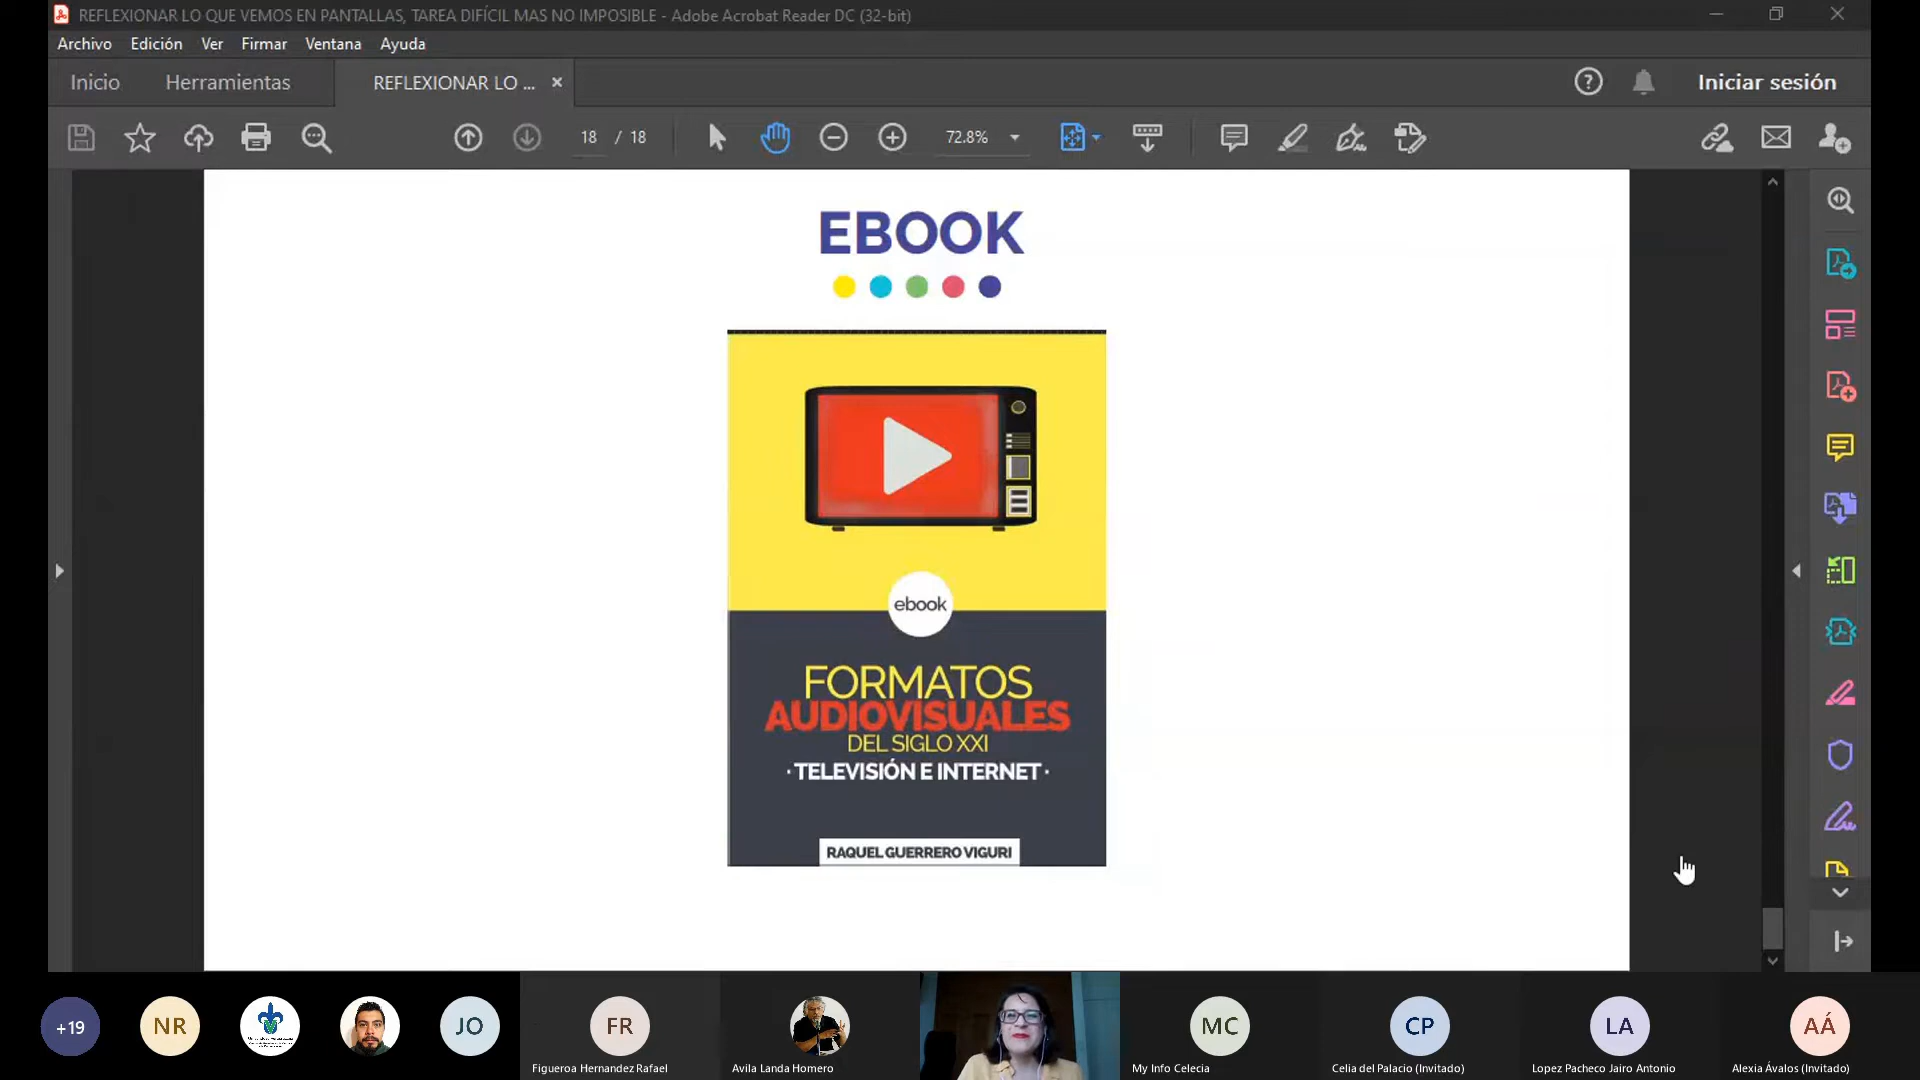 REFLEXIONAR LO QUE VEMOS EN PANTALLAS, TAREA DIFÍCIL MAS NO IMPOSIBLE - Adobe Acrobat Reader DC (32-bit)
Archivo Edición Ver Firmar Ventana Ayuda
Inicio Herramientas REFLEXIONAR LO ... × Iniciar sesión
18 / 18 72.8%
EBOOK
ebook
FORMATOS
AUDIOVISUALES
DEL SIGLO XXI
· TELEVISIÓN E INTERNET ·
RAQUEL GUERRERO VIGURI
+19 NR JO FR MC CP LA AÁ
Figueroa Hernandez Rafael Avila Landa Homero My Info Celecia Celia del Palacio (Invitado) Lopez Pacheco Jairo Antonio Alexia Ávalos (Invitado)